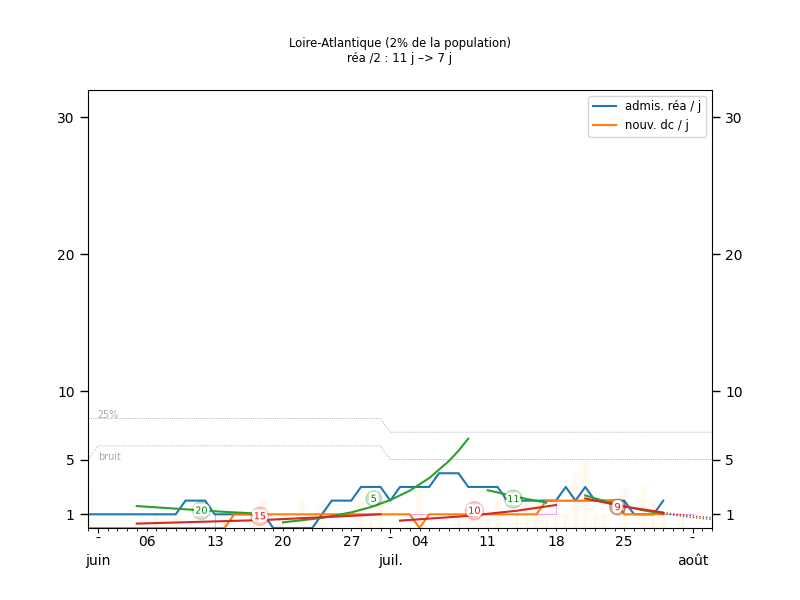 Loire-Atlantique (2% de la population)
réa /2 : 11 j –> 7 j
admis. réa / j
nouv. dc / j
30 30
20 20
10 10
25%
bruit
5 5
5 11 9
20 15 10
1 1
- 06 13 20 27 - 04 11 18 25 -
juin juil. août